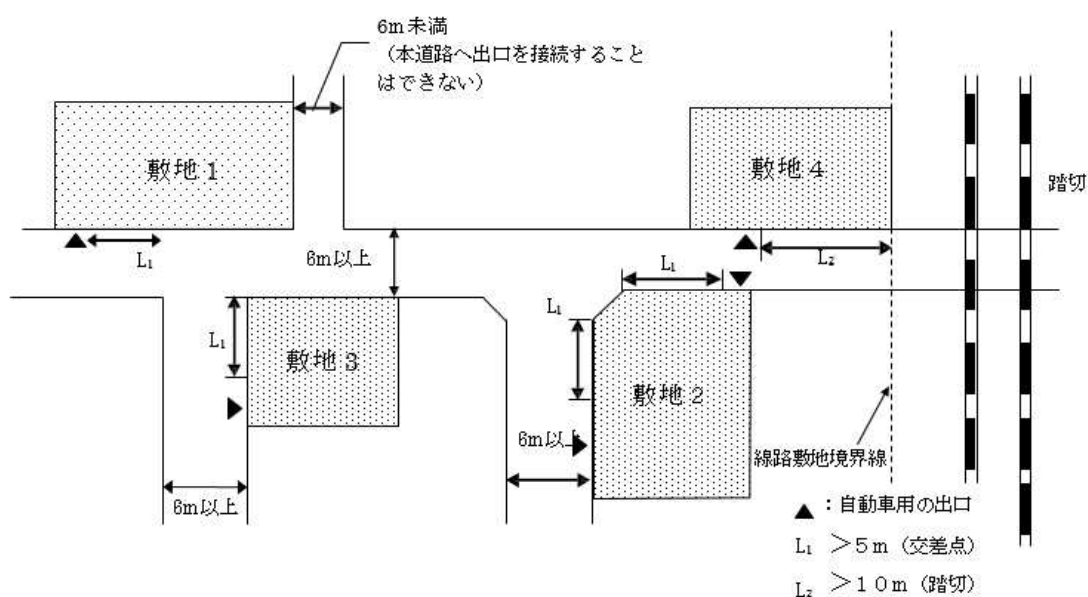 6m未満
（本道路へ出口を接続すること
はできない）
敷地1
敷地4
踏切
L₁
6m以上
L₂
L₁
L₁
L₁
敷地3
敷地2
6m以上
線路敷地境界線
6m以上
▲：自動車用の出口
L₁ ＞5m（交差点）
L₂ ＞10m（踏切）